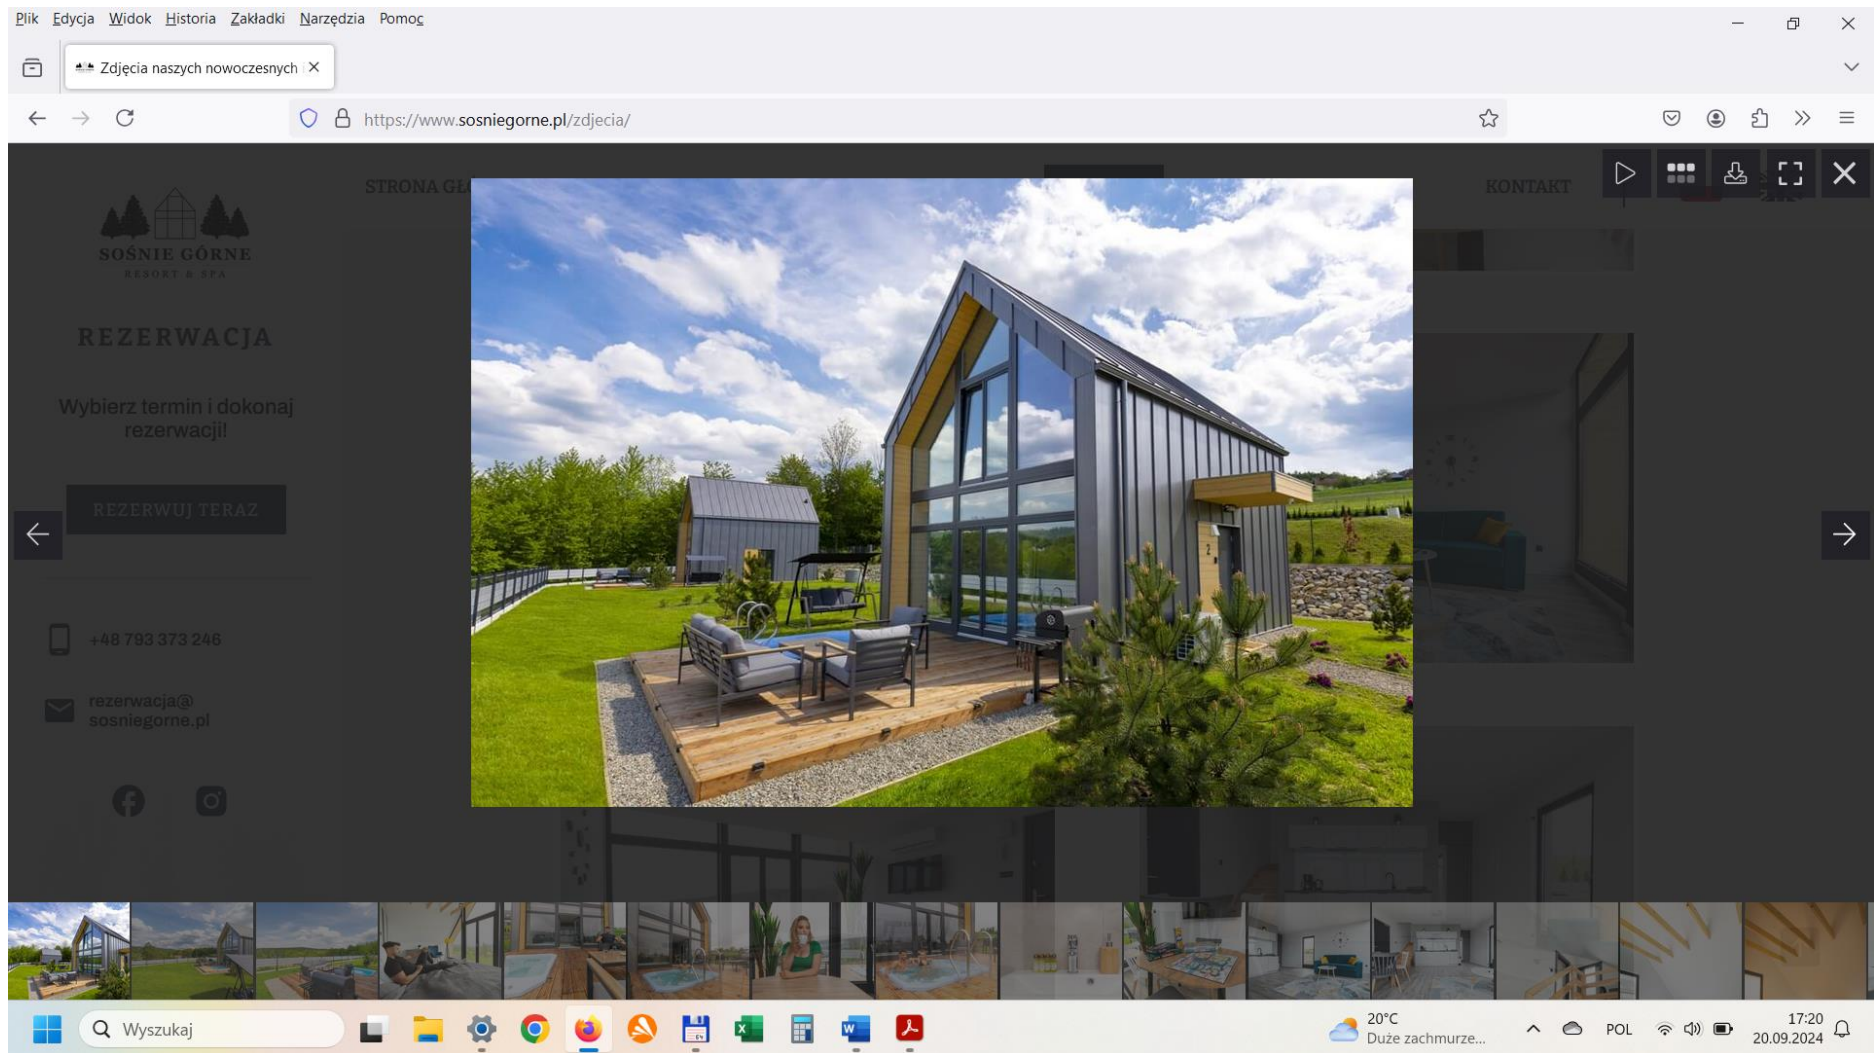 Plik Edycja Widok Historia Zakładki Narzędzia Pomoc
Zdjęcia naszych nowoczesnych
https://www.sosniegorne.pl/zdjecia/
STRONA GŁ
KONTAKT
SOŚNIE GÓRNE
RESORT & SPA
REZERWACJA
Wybierz termin i dokonaj
rezerwacji!
REZERWUJ TERAZ
+48 793 373 246
rezerwacja@
sosniegorne.pl
2
Wyszukaj
20°C
Duże zachmurze...
POL
17:20
20.09.2024